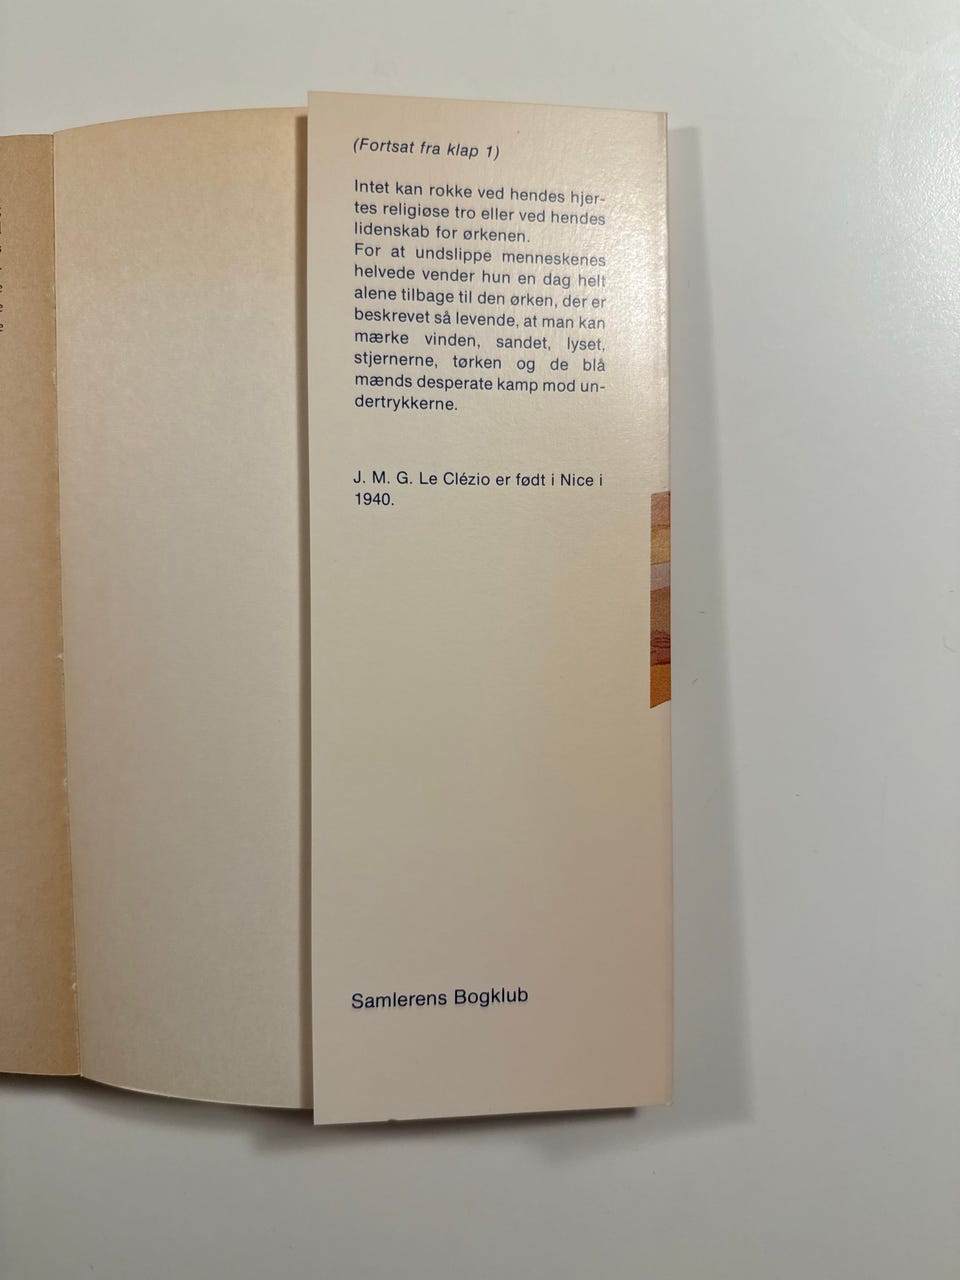 (Fortsat fra klap 1)
Intet kan rokke ved hendes hjer-
tes religiøse tro eller ved hendes
lidenskab for ørkenen.
For at undslippe menneskenes
helvede vender hun en dag helt
alene tilbage til den ørken, der er
beskrevet så levende, at man kan
mærke vinden, sandet, lyset,
stjernerne, tørken og de blå
mænds desperate kamp mod un-
dertrykkerne.
J. M. G. Le Clézio er født i Nice i
1940.
Samlerens Bogklub